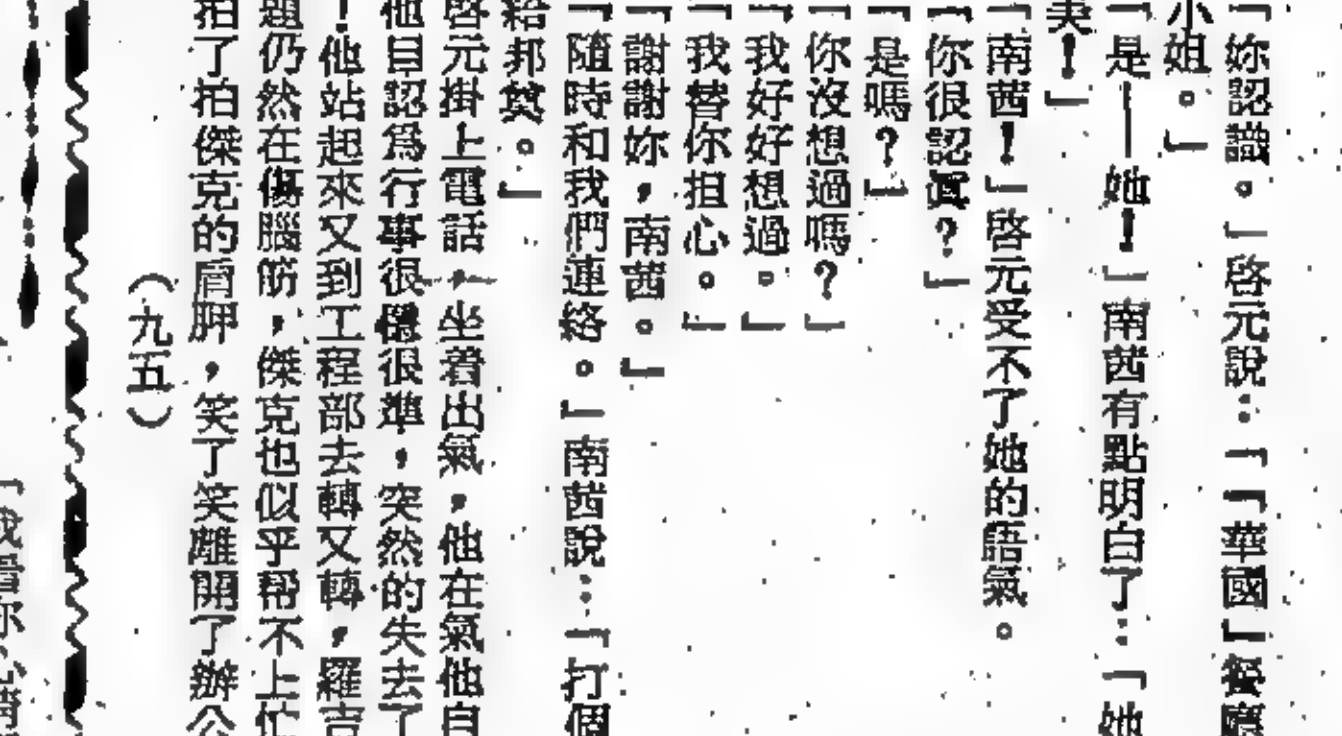 「妳認識。」啓元說：「「華國」餐廳
小姐。」
「是——她！」南茜有點明白了：「她
美！」
「南茜！」啓元受不了她的語氣。
「你很認眞？」
「是嗎？」
「你沒想過嗎？」
「我好好想過。」
「我替你担心。」
「謝謝妳，南茜。」
「隨時和我們連絡。」南茜說：「打個
給邦奠。」
啓元掛上電話，坐着出氣，他在氣他自
他自認爲行事很穩很準，突然的失去了
！他站起來又到工程部去轉又轉，羅吉
題仍然在傷腦筋，傑克也似乎帮不上忙
拍了拍傑克的肩胛，笑了笑離開了辦公
（九五）
「我看你心情